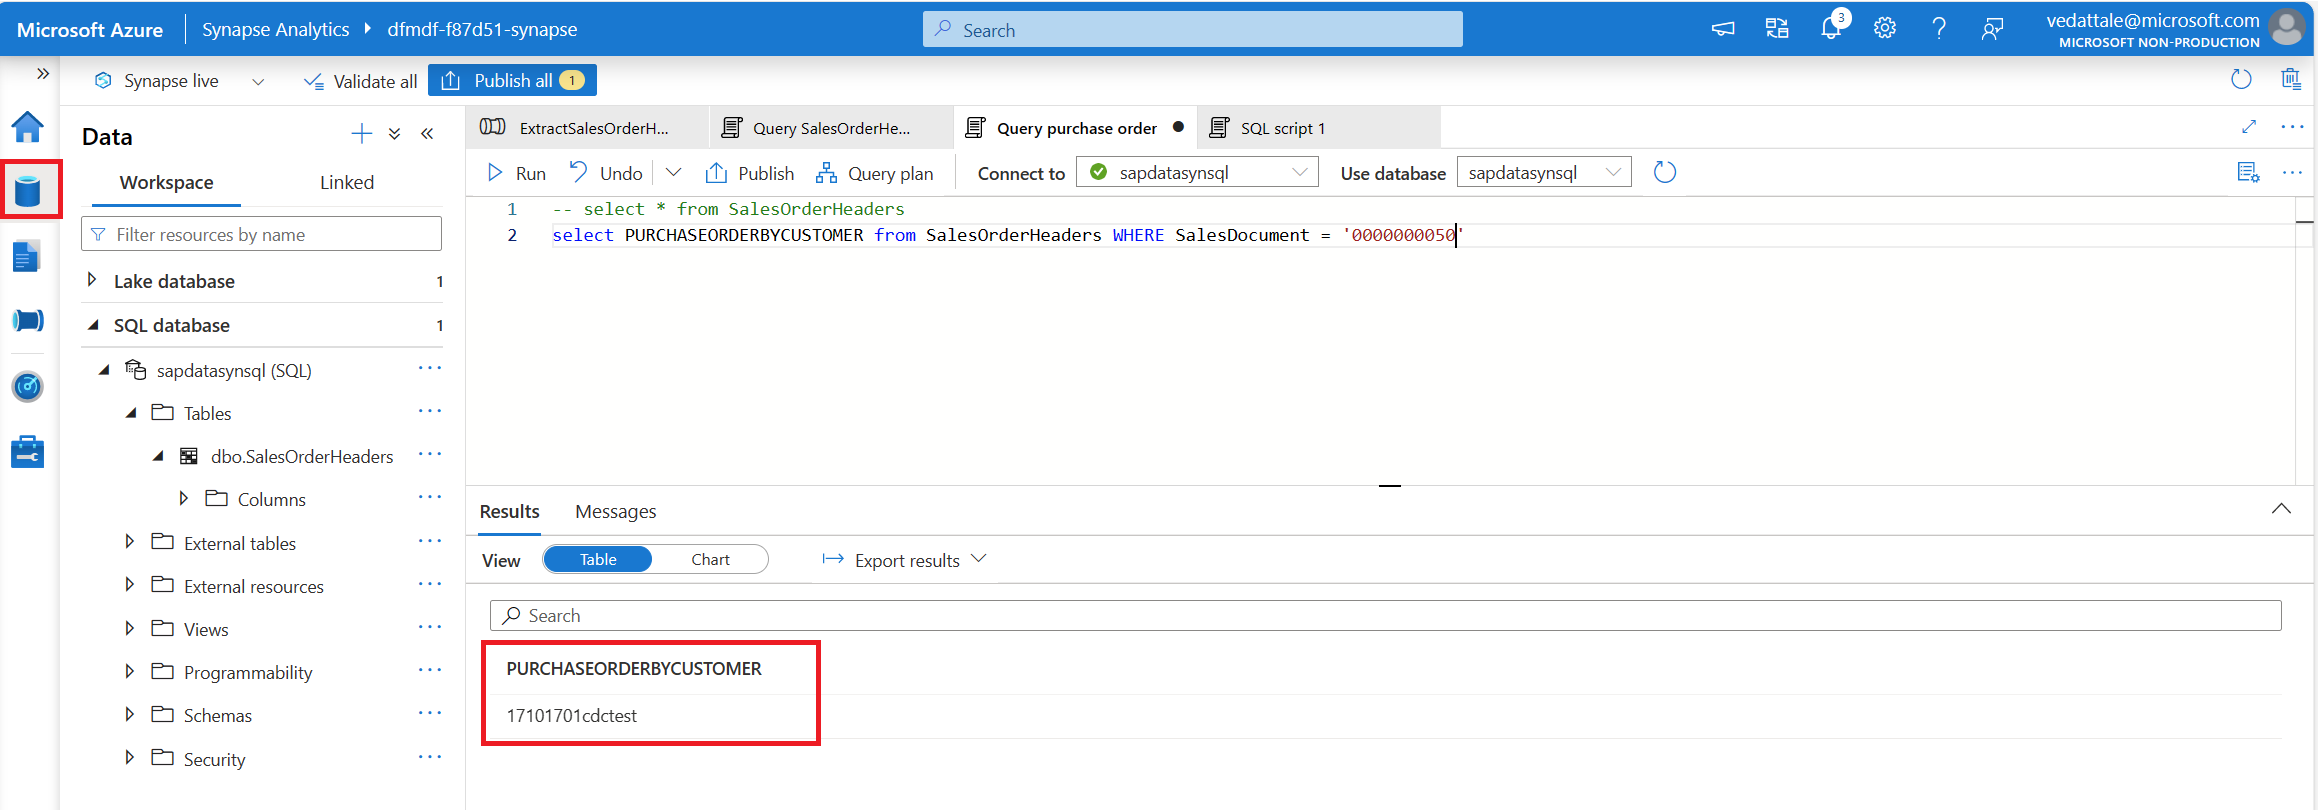 Microsoft Azure Synapse Analytics dfmdf-f87d51-synapse Search 3 vedattale@microsoft.com
MICROSOFT NON-PRODUCTION
Synapse live Validate all Publish all 1
Data
Workspace Linked
Filter resources by name
Lake database 1
SQL database 1
sapdatasynsql (SQL)
Tables
dbo.SalesOrderHeaders
Columns
External tables
External resources
Views
Programmability
Schemas
Security
ExtractSalesOrderH... Query SalesOrderHe... Query purchase order SQL script 1
Run Undo Publish Query plan Connect to sapdatasynsql Use database sapdatasynsql
1 -- select * from SalesOrderHeaders
2 select PURCHASEORDERBYCUSTOMER from SalesOrderHeaders WHERE SalesDocument = '0000000050'
Results Messages
View Table Chart Export results
Search
PURCHASEORDERBYCUSTOMER
17101701cdctest